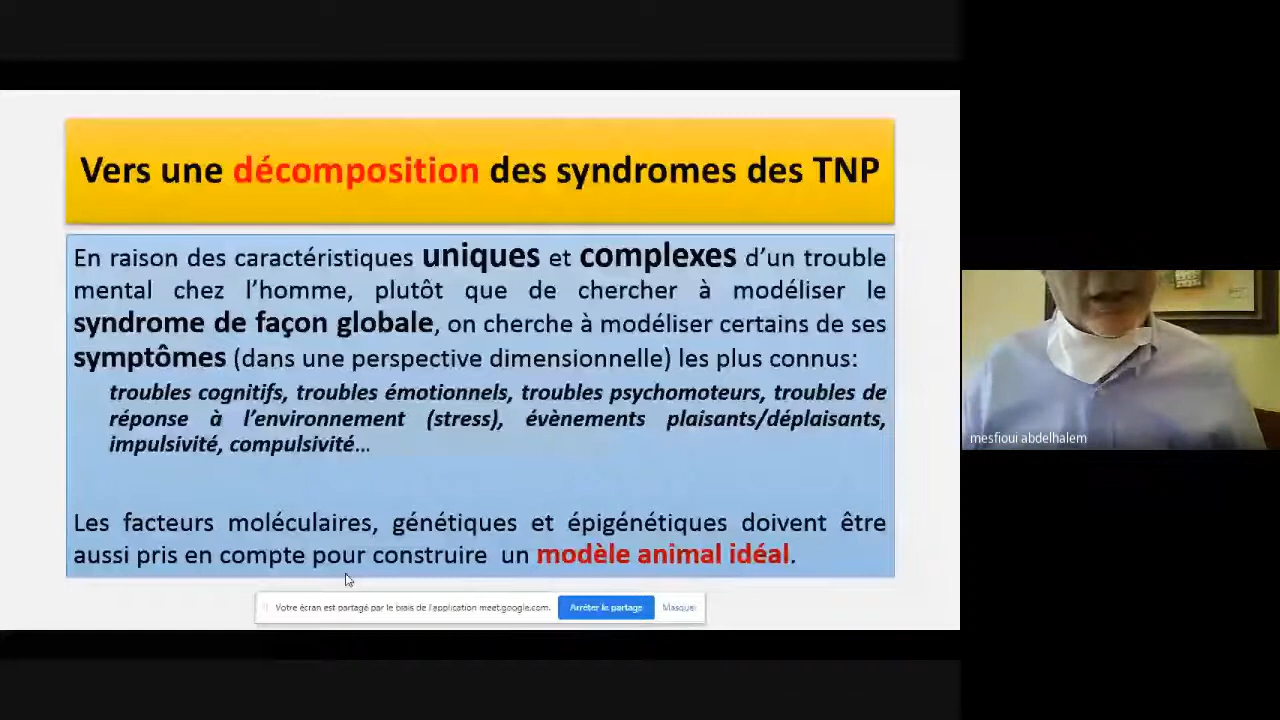 Vers une décomposition des syndromes des TNP
En raison des caractéristiques uniques et complexes d’un trouble
mental chez l’homme, plutôt que de chercher à modéliser le
syndrome de façon globale, on cherche à modéliser certains de ses
symptômes (dans une perspective dimensionnelle) les plus connus:
troubles cognitifs, troubles émotionnels, troubles psychomoteurs, troubles de
réponse à l’environnement (stress), évènements plaisants/déplaisants,
impulsivité, compulsivité…
Les facteurs moléculaires, génétiques et épigénétiques doivent être
aussi pris en compte pour construire un modèle animal idéal.
Votre écran est partagé par le biais de l'application meet.google.com.
Arrêter le partage
Masquer
mesfioui abdelhalem